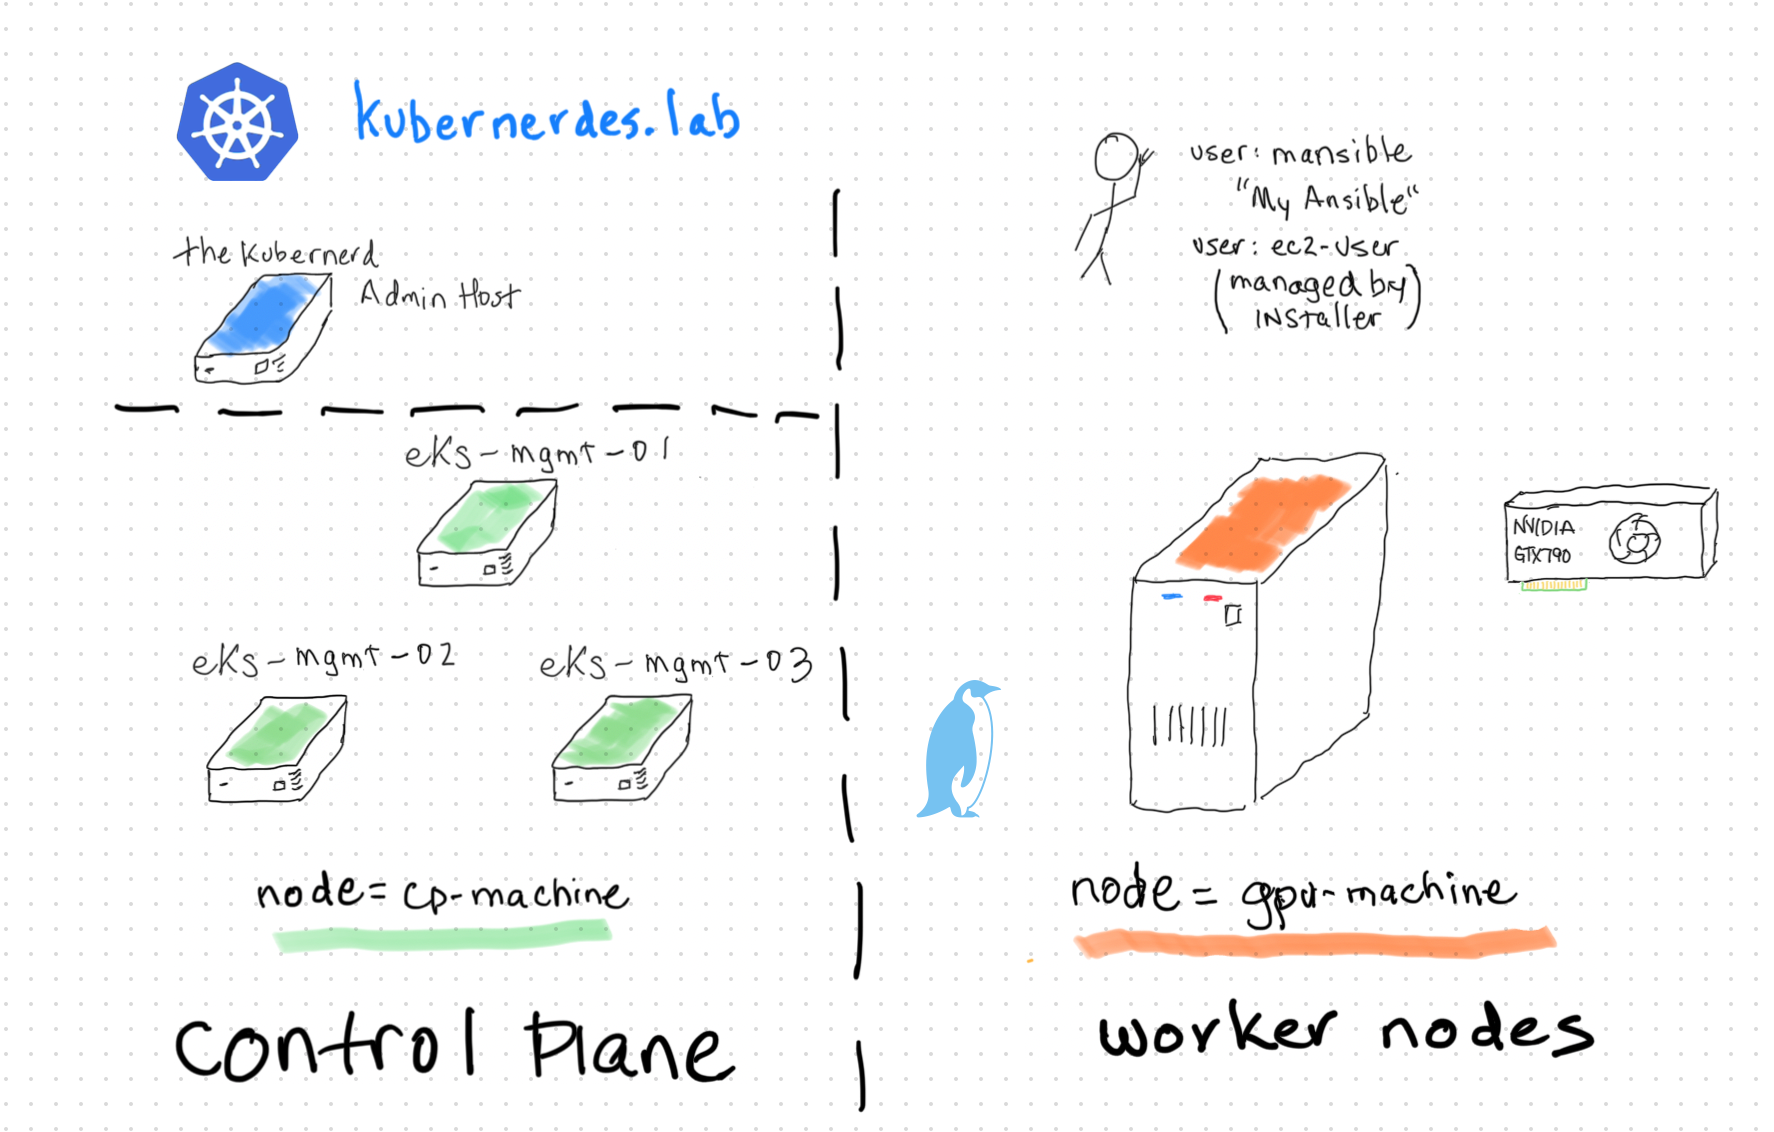 kubernerdes.lab
the Kubernerd
Admin Host
eks-mgmt-01
eks-mgmt-02
eks-mgmt-03
node=cp-machine
Control Plane
user: mansible
"My Ansible"
user: ec2-user
(managed by)
INStaller
NVIDIA
GTX790
node = gpu-machine
worker nodes